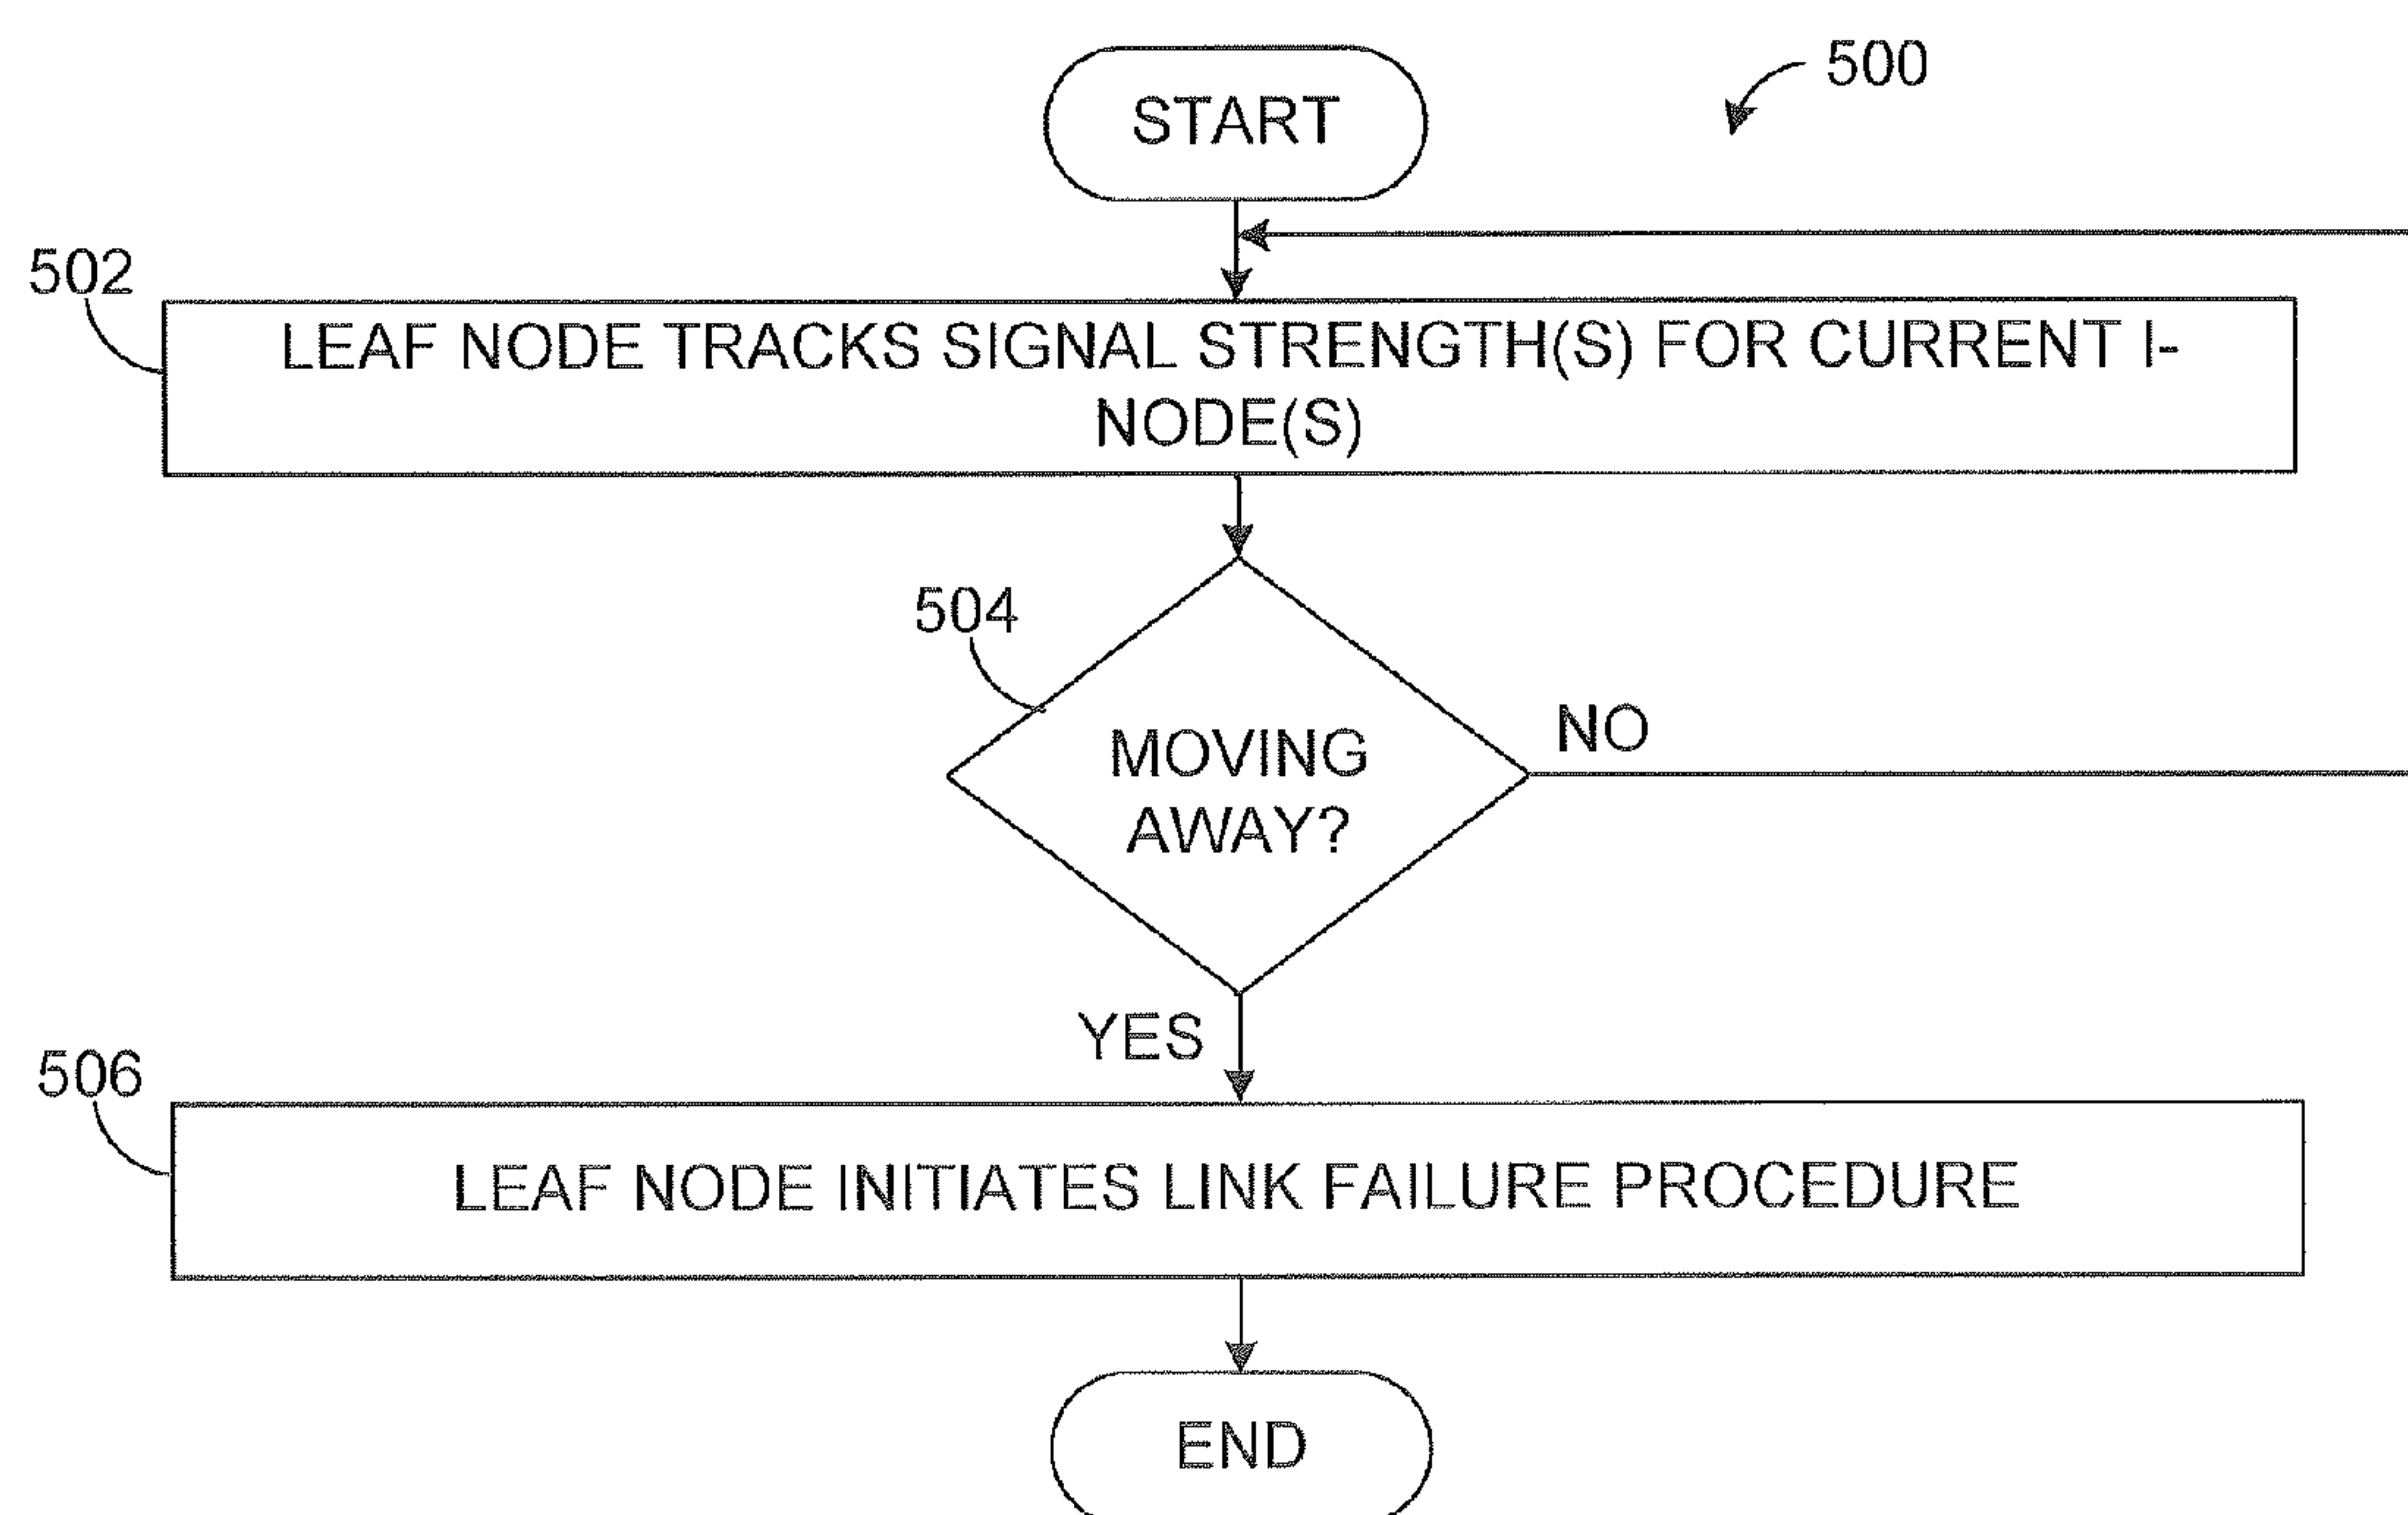 START
500
502
LEAF NODE TRACKS SIGNAL STRENGTH(S) FOR CURRENT I-
NODE(S)
504
MOVING
AWAY?
NO
YES
506
LEAF NODE INITIATES LINK FAILURE PROCEDURE
END